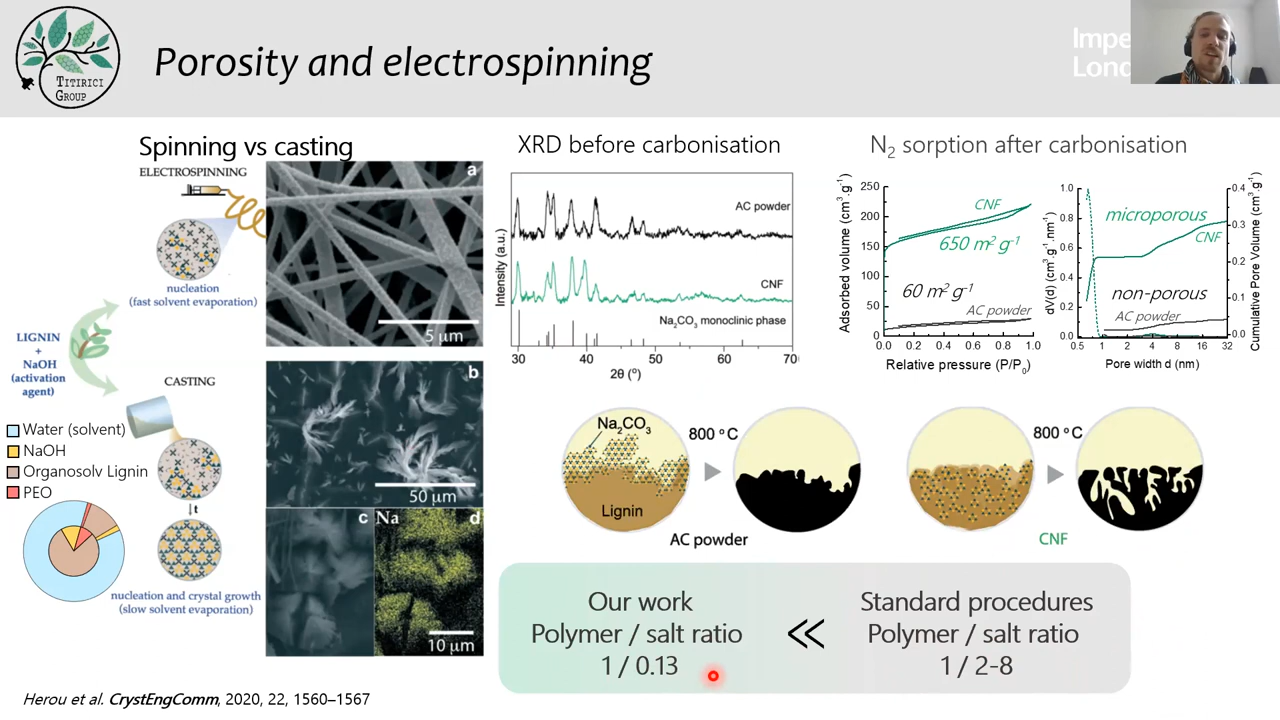 TITIRICI
GROUP
Porosity and electrospinning
Spinning vs casting
ELECTROSPINNING
nucleation
(fast solvent evaporation)
LIGNIN
+
NaOH
(activation
agent)
CASTING
Water (solvent)
NaOH
Organosolv Lignin
PEO
t
nucleation and crystal growth
(slow solvent evaporation)
a
5 μm
b
50 μm
c
Na
d
10 μm
XRD before carbonisation
Intensity (a.u.)
AC powder
CNF
Na₂CO₃ monoclinic phase
30 40 50 60 70
2θ (º)
N₂ sorption after carbonisation
Adsorbed volume (cm³.g⁻¹)
250
200
150
100
50
0
CNF
650 m² g⁻¹
60 m² g⁻¹
AC powder
0.0 0.2 0.4 0.6 0.8 1.0
Relative pressure (P/P₀)
dV(d) (cm³.g⁻¹.nm⁻¹)
1.0
0.8
0.6
0.4
0.2
0.0
microporous
CNF
non-porous
AC powder
0.5 1 2 4 8 16 32
Pore width d (nm)
0.4
0.3
0.2
0.1
0.0
Cumulative Pore Volume (cm³.g⁻¹)
Na₂CO₃
Lignin
800 ºC
AC powder
800 ºC
CNF
Our work
Polymer / salt ratio
1 / 0.13
<<
Standard procedures
Polymer / salt ratio
1 / 2-8
Herou et al. CrystEngComm, 2020, 22, 1560–1567